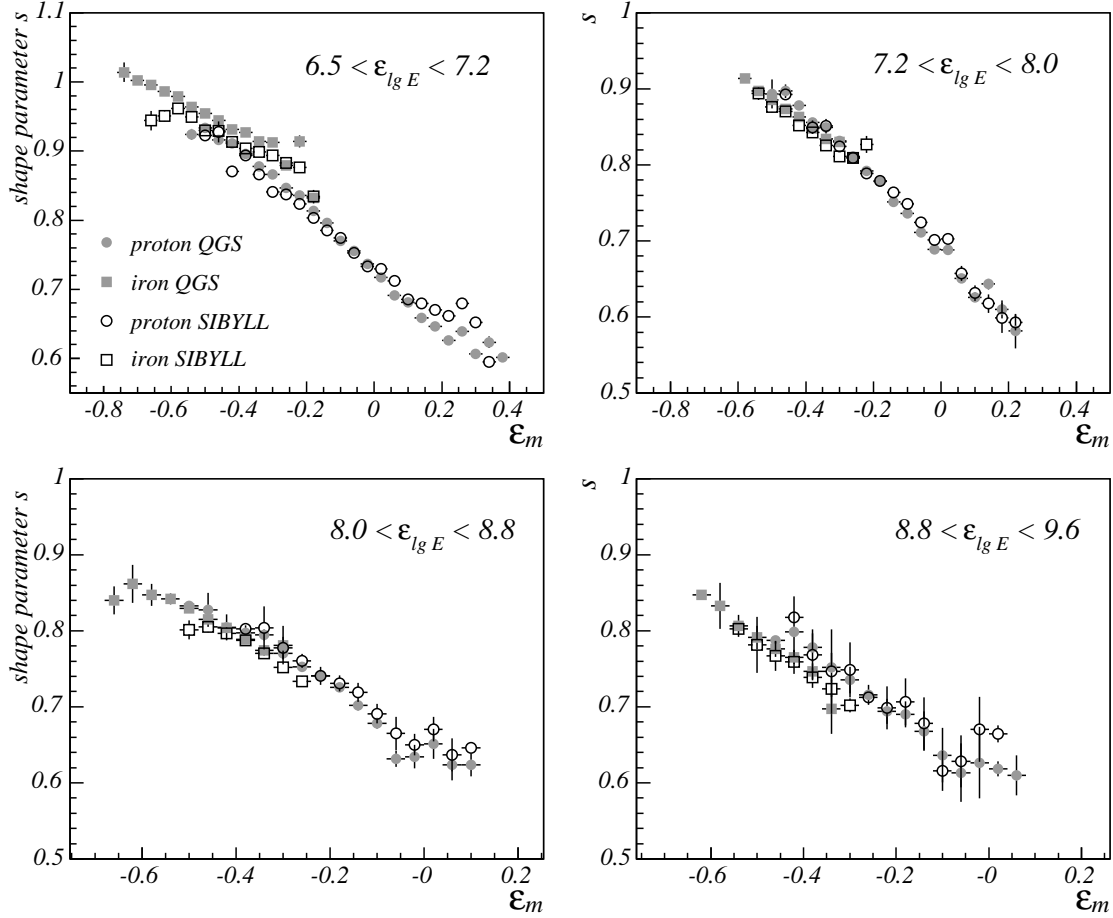 shape parameter s
1.1
1
0.9
0.8
0.7
0.6
6.5 < ε_lg E < 7.2
proton QGS
iron QGS
proton SIBYLL
iron SIBYLL
-0.8 -0.6 -0.4 -0.2 0 0.2 0.4
ε_m
s
1
0.9
0.8
0.7
0.6
0.5
7.2 < ε_lg E < 8.0
-0.8 -0.6 -0.4 -0.2 0 0.2 0.4
ε_m
shape parameter s
1
0.9
0.8
0.7
0.6
0.5
8.0 < ε_lg E < 8.8
-0.6 -0.4 -0.2 -0 0.2
ε_m
s
1
0.9
0.8
0.7
0.6
0.5
8.8 < ε_lg E < 9.6
-0.6 -0.4 -0.2 -0 0.2
ε_m